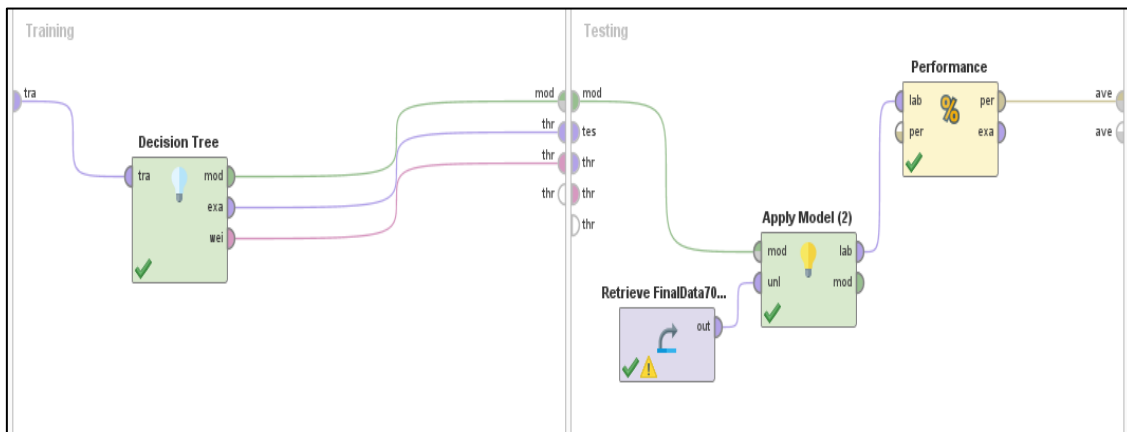 Training
tra
Decision Tree
tra
mod
exa
wei
mod
thr
thr
thr
Testing
mod
tes
thr
thr
thr
Performance
lab
per
per
exa
%
ave
ave
Apply Model (2)
mod
lab
unl
mod
Retrieve FinalData70...
out